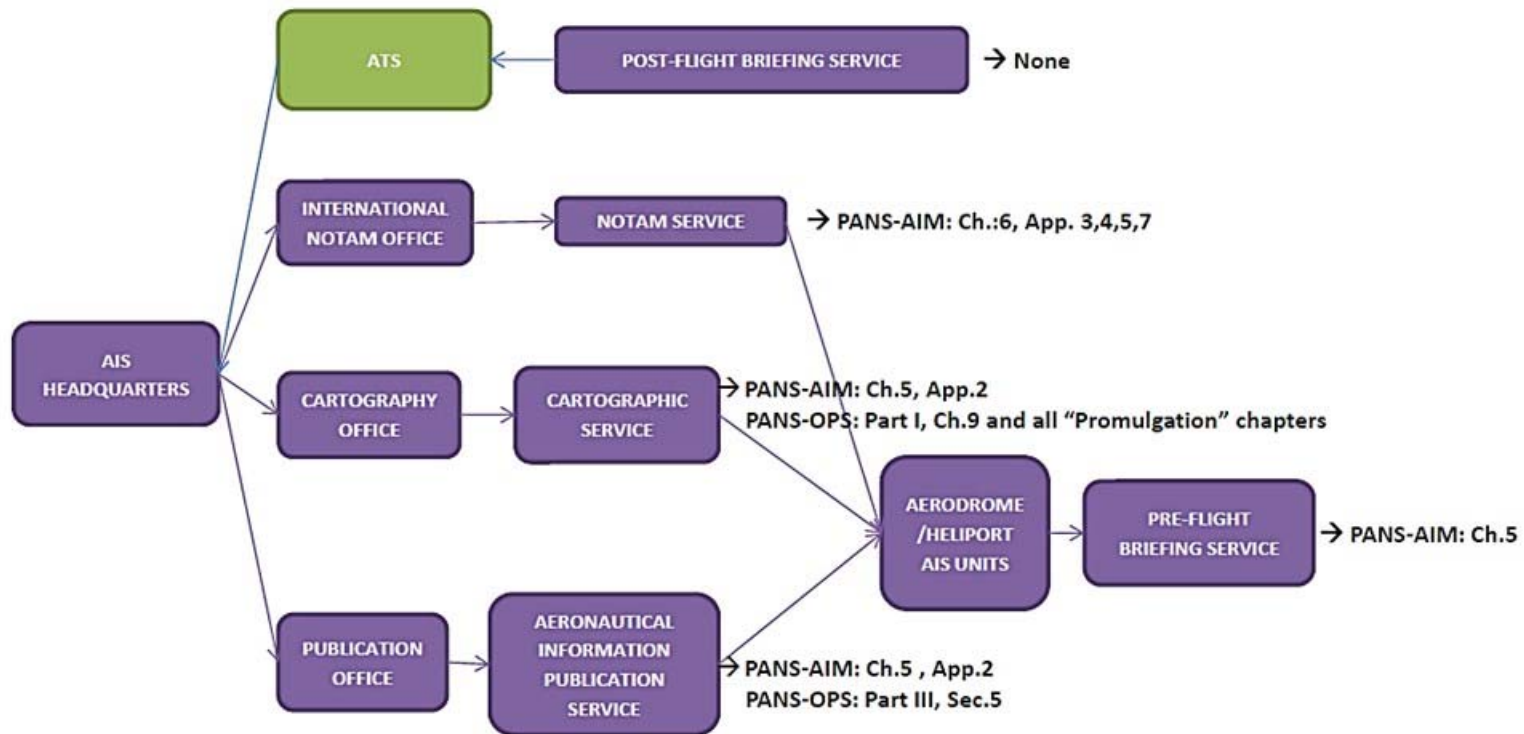 ATS
POST-FLIGHT BRIEFING SERVICE
→ None
INTERNATIONAL
NOTAM OFFICE
NOTAM SERVICE
→ PANS-AIM: Ch.:6, App. 3,4,5,7
AIS
HEADQUARTERS
CARTOGRAPHY
OFFICE
CARTOGRAPHIC
SERVICE
→ PANS-AIM: Ch.5, App.2
PANS-OPS: Part I, Ch.9 and all “Promulgation” chapters
AERODROME
/HELIPORT
AIS UNITS
PRE-FLIGHT
BRIEFING SERVICE
→ PANS-AIM: Ch.5
PUBLICATION
OFFICE
AERONAUTICAL
INFORMATION
PUBLICATION
SERVICE
→ PANS-AIM: Ch.5 , App.2
PANS-OPS: Part III, Sec.5